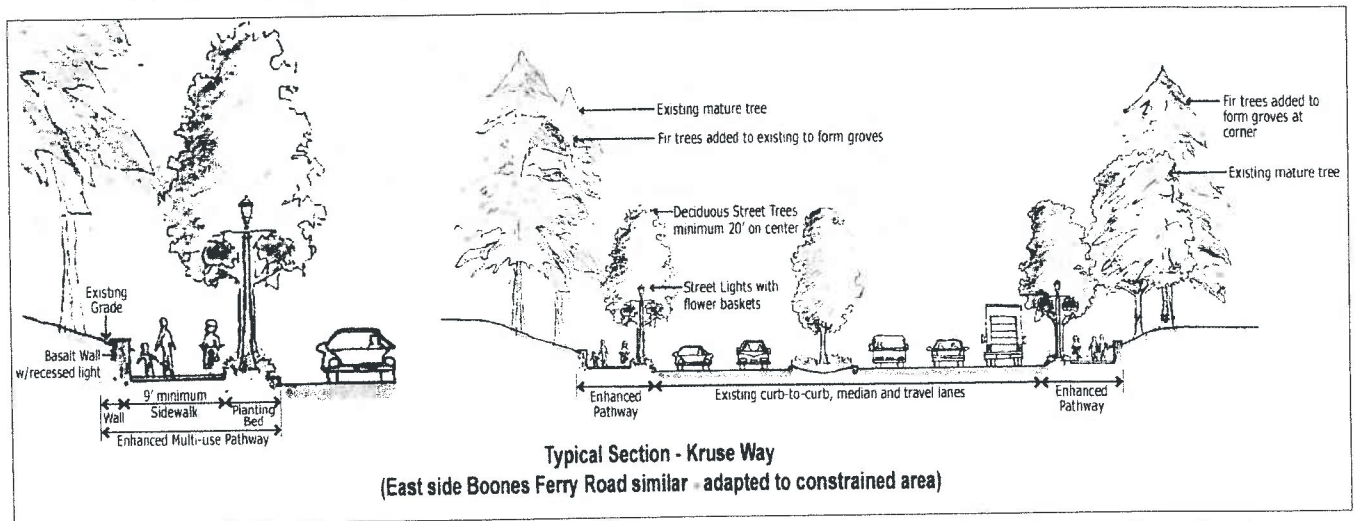 Existing
Grade
Basalt Wall
w/recessed light
9' minimum
Sidewalk
Wall
Planting
Bed
Enhanced Multi-use Pathway
Existing mature tree
Fir trees added to existing to form groves
Deciduous Street Trees
minimum 20' on center
Street Lights with
flower baskets
Fir trees added to
form groves at
corner
Existing mature tree
Enhanced
Pathway
Existing curb-to-curb, median and travel lanes
Enhanced
Pathway
Typical Section - Kruse Way
(East side Boones Ferry Road similar - adapted to constrained area)